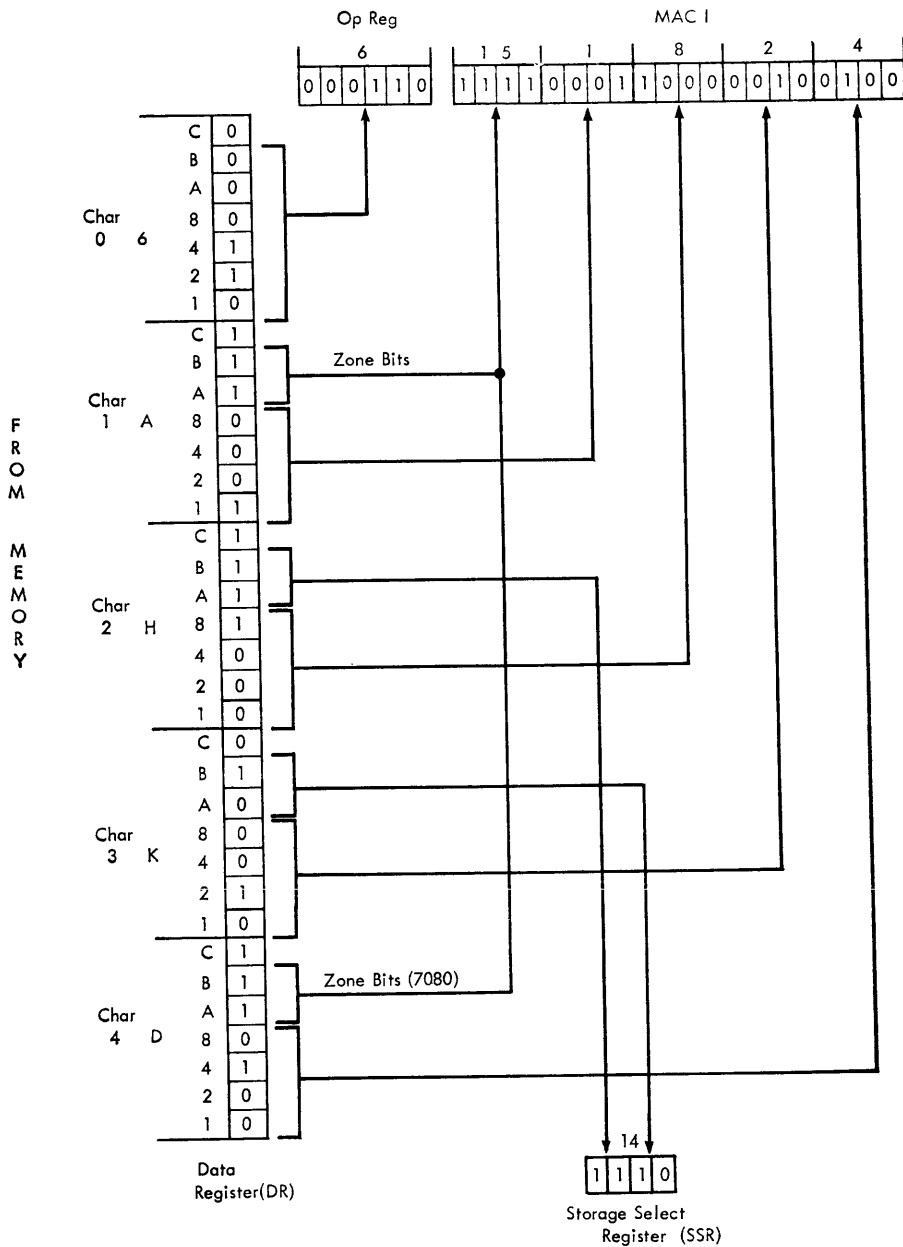 Op Reg MAC I
6 1 5 1 8 2 4
0 0 0 1 1 0 1 1 1 1 0 0 0 1 1 0 0 0 0 0 1 0 0 1 0 0
C 0
B 0
A 0
8 0
Char
0 6
4 1
2 1
1 0
C 1
B 1
Zone Bits
A 1
Char
1 A
8 0
4 0
2 0
1 1
C 1
B 1
A 1
Char
2 H
8 1
4 0
2 0
1 0
C 0
B 1
A 0
8 0
Char
3 K
4 0
2 1
1 0
C 1
B 1
Zone Bits (7080)
A 1
Char
4 D
8 0
4 1
2 0
1 0
FROM MEMORY
14
1 1 1 0
Data
Register(DR)
Storage Select
Register (SSR)